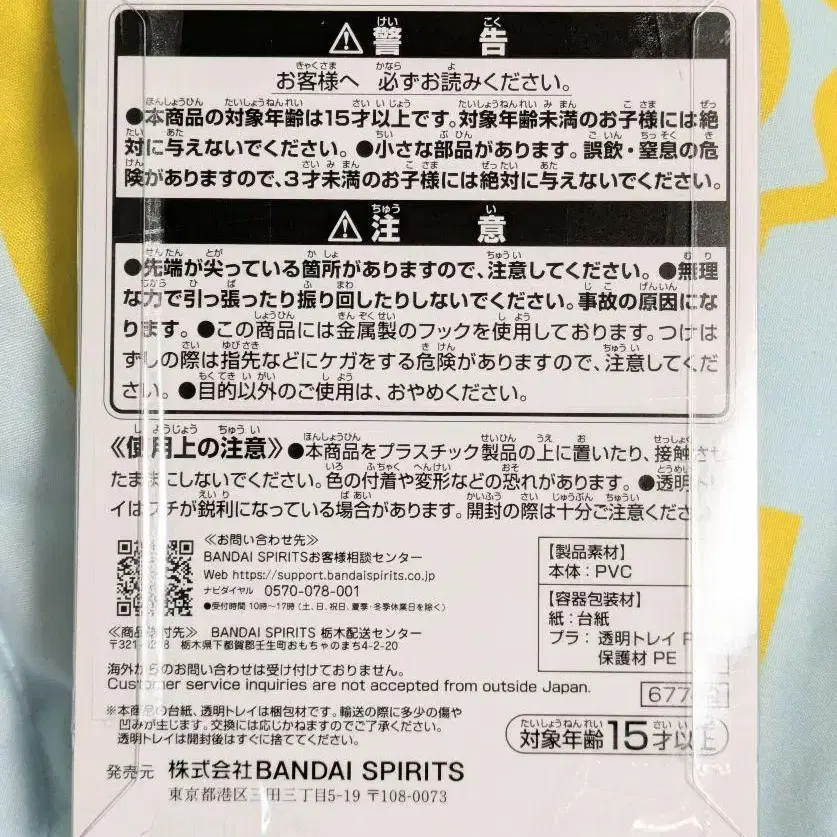 ⚠警告
お客様へ 必ずお読みください。
●本商品の対象年齢は15才以上です。対象年齢未満のお子様には絶
対に与えないでください。●小さな部品があります。誤飲・窒息の危
険がありますので、3才未満のお子様には絶対に与えないでください。
⚠注意
●先端が尖っている箇所がありますので、注意してください。●無理
な力で引っ張ったり振り回したりしないでください。事故の原因にな
ります。●この商品には金属製のフックを使用しております。つけは
ずしの際は指先などにケガをする危険がありますので、注意してくだ
さい。●目的以外のご使用は、おやめください。
《使用上の注意》●本商品をプラスチック製品の上に置いたり、接触させ
たままにしないでください。色の付着や変形などの恐れがあります。●透明トレ
イはフチが鋭利になっている場合があります。開封の際は十分ご注意くださ
≪お問い合わせ先≫
BANDAI SPIRITSお客様相談センター
Web https://support.bandaispirits.co.jp
ナビダイヤル 0570-078-001
●受付時間 10時~17時(土、日、祝日、夏季・冬季休業日を除く)
≪商品送付先≫ BANDAI SPIRITS 栃木配送センター
〒321-0298 栃木県下都賀郡壬生町おもちゃのまち4-2-20
海外からのお問い合わせは受け付けておりません。
Customer service inquiries are not accepted from outside Japan.
※本商品の台紙、透明トレイは梱包材です。輸送の際に多少の傷や
凹みが生じます。交換には応じかねますのでご了承ください。
透明トレイは開封後はすぐに捨ててください。
【製品素材】
本体:PVC
【容器包装材】
紙:台紙
プラ:透明トレイ P
保護材 PE
対象年齢15才以上
発売元 株式会社BANDAI SPIRITS
東京都港区三田三丁目5-19 〒108-0073